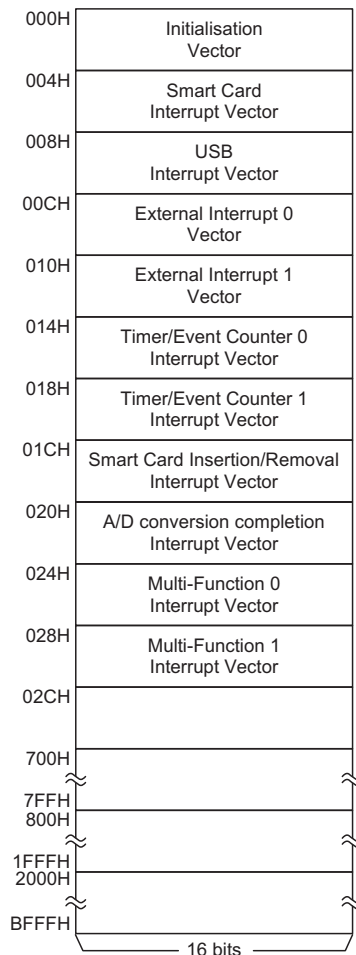 000H
Initialisation
Vector
004H
Smart Card
Interrupt Vector
008H
USB
Interrupt Vector
00CH
External Interrupt 0
Vector
010H
External Interrupt 1
Vector
014H
Timer/Event Counter 0
Interrupt Vector
018H
Timer/Event Counter 1
Interrupt Vector
01CH
Smart Card Insertion/Removal
Interrupt Vector
020H
A/D conversion completion
Interrupt Vector
024H
Multi-Function 0
Interrupt Vector
028H
Multi-Function 1
Interrupt Vector
02CH
700H
7FFH
800H
1FFFH
2000H
BFFFH
16 bits